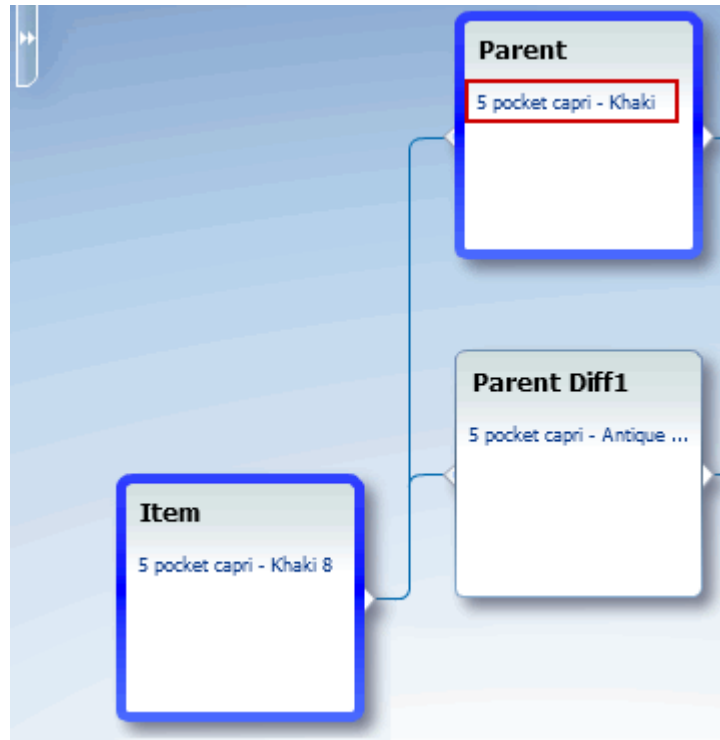 Parent
5 pocket capri - Khaki
Parent Diff1
5 pocket capri - Antique ...
Item
5 pocket capri - Khaki 8